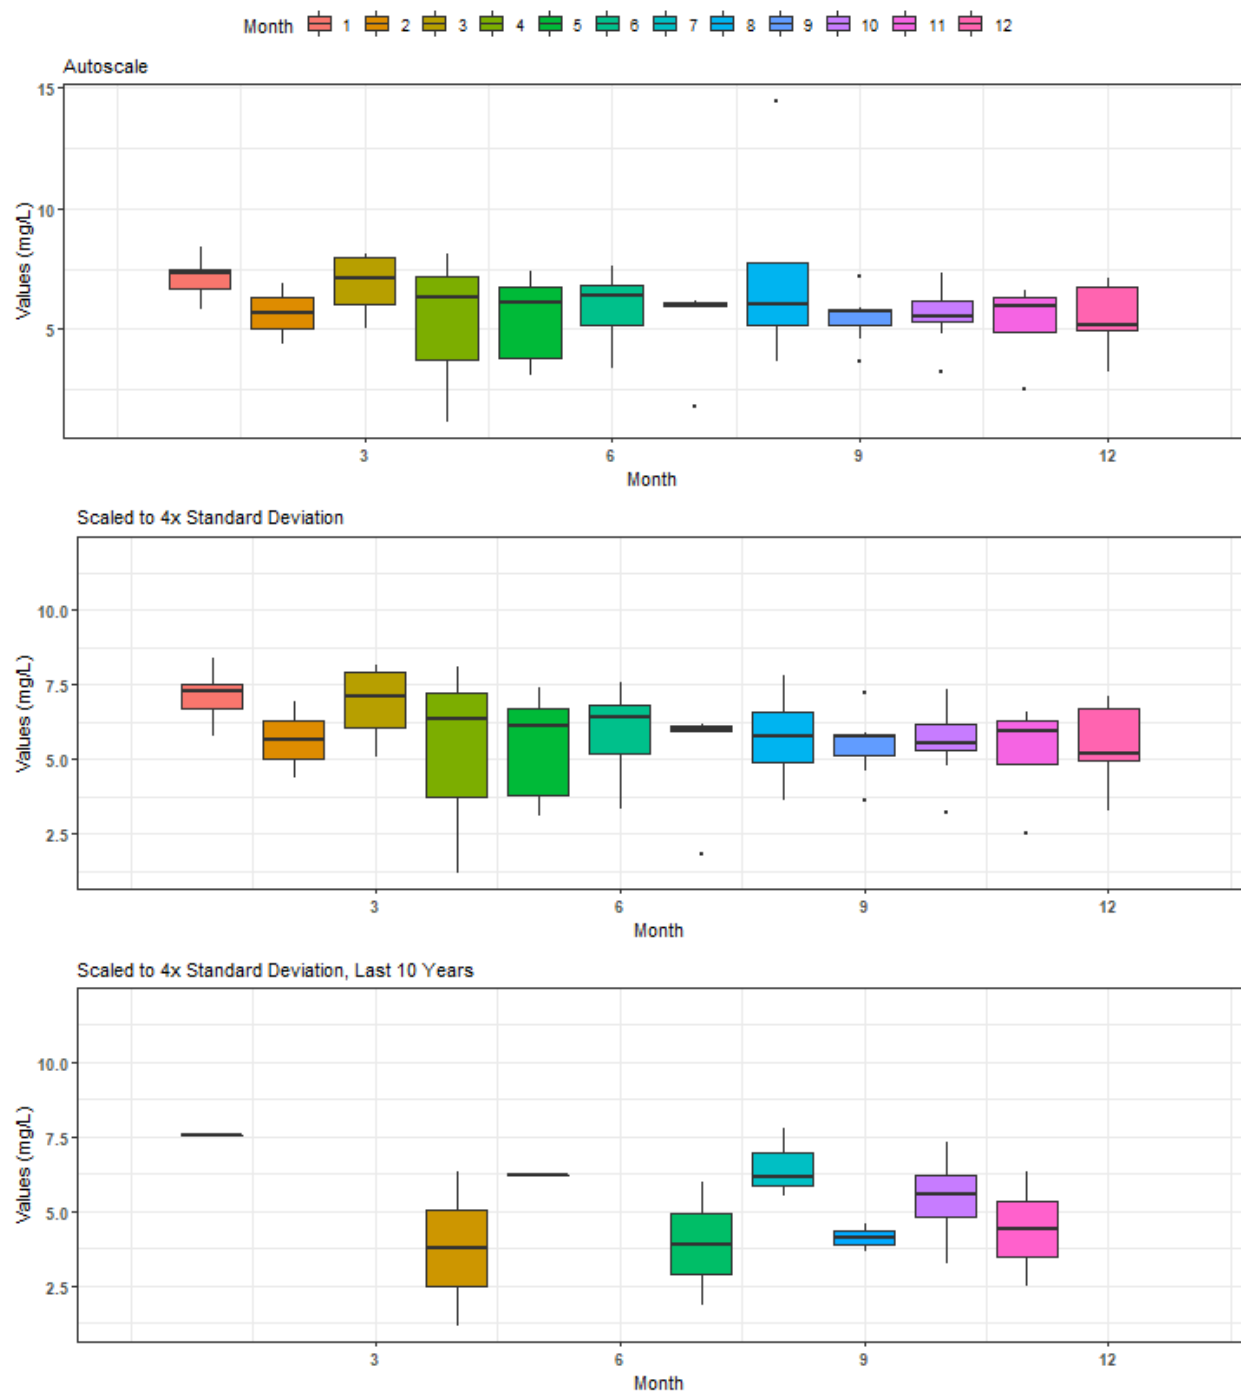 Month 1 2 3 4 5 6 7 8 9 10 11 12
Autoscale
15
10
5
Values (mg/L)
3 6 9 12
Month
Scaled to 4x Standard Deviation
10.0
7.5
5.0
2.5
Values (mg/L)
3 6 9 12
Month
Scaled to 4x Standard Deviation, Last 10 Years
10.0
7.5
5.0
2.5
Values (mg/L)
3 6 9 12
Month